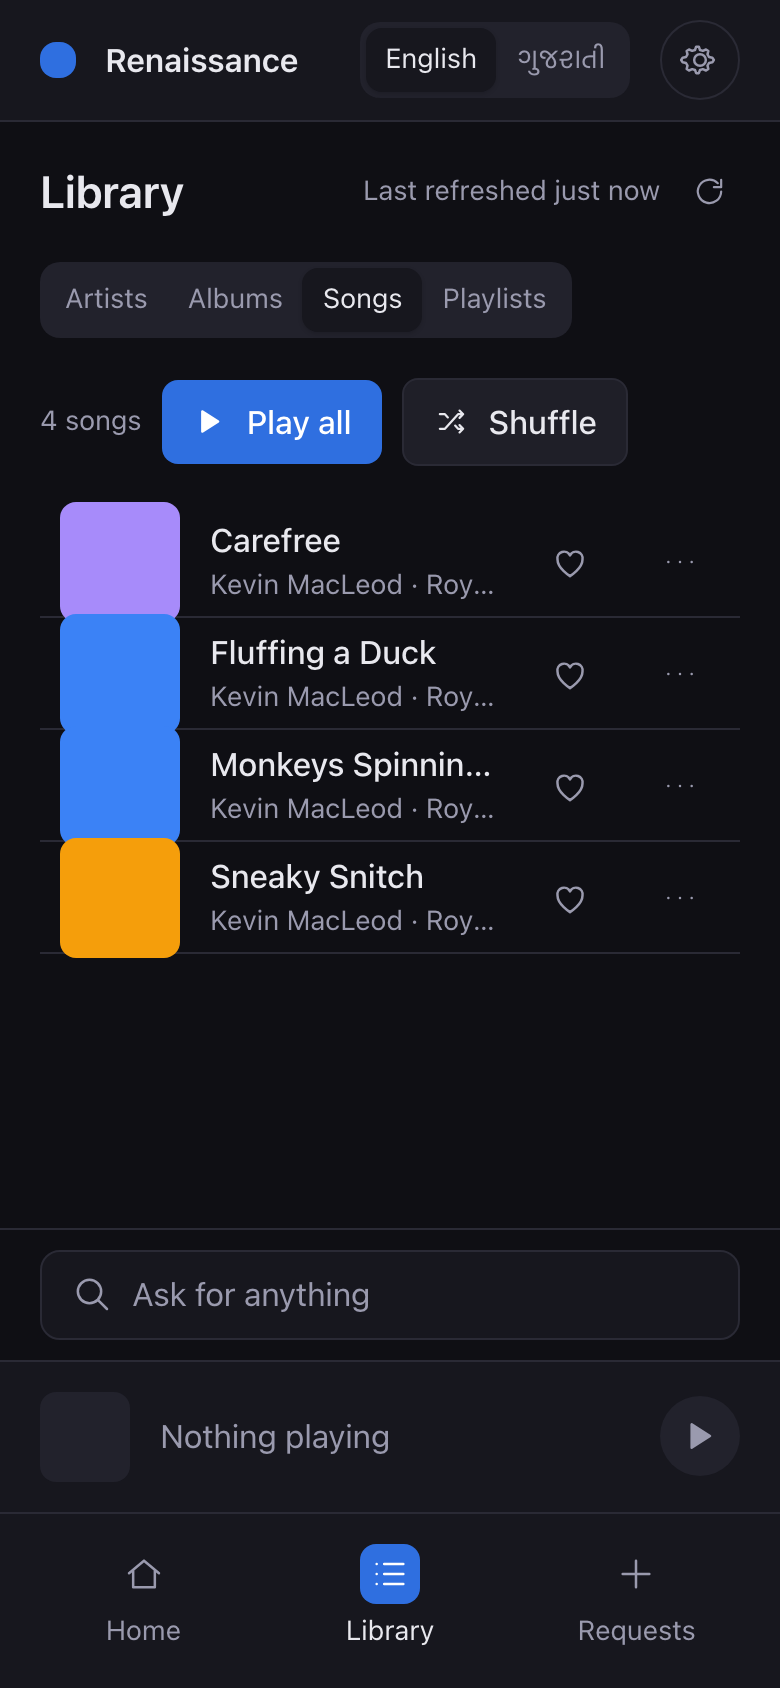 Renaissance
English
ગુજરાતી
Library
Last refreshed just now
Artists
Albums
Songs
Playlists
4 songs
Play all
Shuffle
Carefree
Kevin MacLeod · Roy...
Fluffing a Duck
Kevin MacLeod · Roy...
Monkeys Spinnin...
Kevin MacLeod · Roy...
Sneaky Snitch
Kevin MacLeod · Roy...
Ask for anything
Nothing playing
Home
Library
Requests